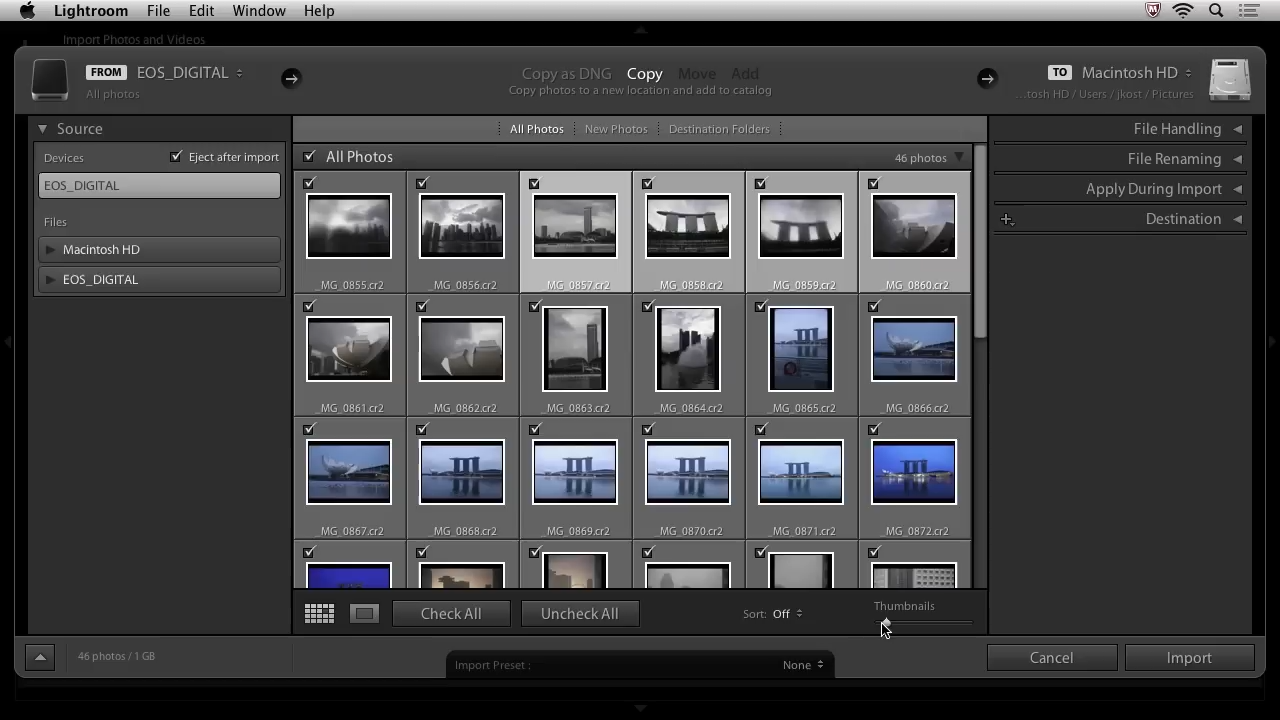 Lightroom File Edit Window Help
Import Photos and Videos
FROM EOS_DIGITAL
All photos
Copy as DNG Copy Move Add
Copy photos to a new location and add to catalog
TO Macintosh HD
...tosh HD / Users / jkost / Pictures
Source
Devices Eject after import
EOS_DIGITAL
Files
Macintosh HD
EOS_DIGITAL
All Photos New Photos Destination Folders
All Photos 46 photos
_MG_0855.cr2 _MG_0856.cr2 _MG_0857.cr2 _MG_0858.cr2 _MG_0859.cr2 _MG_0860.cr2
_MG_0861.cr2 _MG_0862.cr2 _MG_0863.cr2 _MG_0864.cr2 _MG_0865.cr2 _MG_0866.cr2
_MG_0867.cr2 _MG_0868.cr2 _MG_0869.cr2 _MG_0870.cr2 _MG_0871.cr2 _MG_0872.cr2
Check All Uncheck All Sort: Off Thumbnails
File Handling
File Renaming
Apply During Import
Destination
46 photos / 1 GB
Import Preset : None
Cancel Import